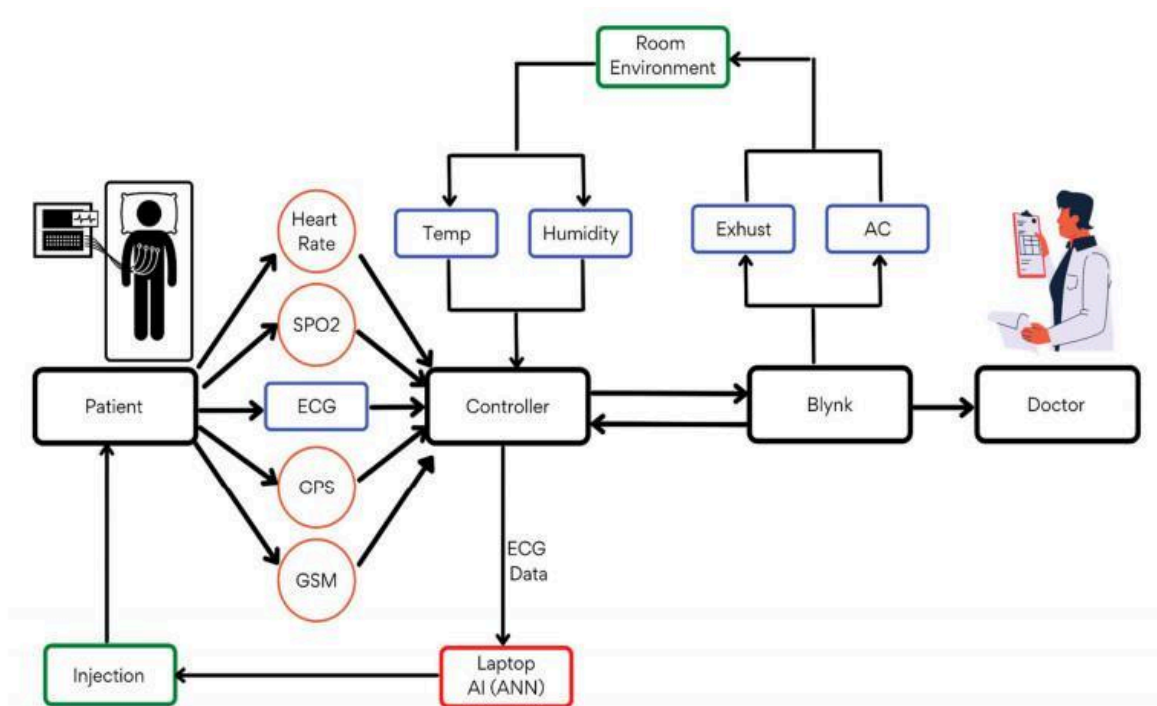 Room
Environment
Heart
Rate
Temp
Humidity
Exhust
AC
SPO2
Patient
ECG
Controller
Blynk
Doctor
GPS
GSM
ECG
Data
Injection
Laptop
AI (ANN)